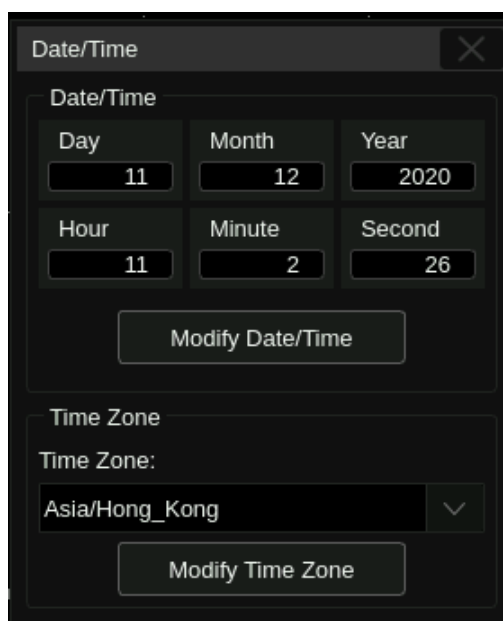 Date/Time
Date/Time
Day Month Year
11 12 2020
Hour Minute Second
11 2 26
Modify Date/Time
Time Zone
Time Zone:
Asia/Hong_Kong
Modify Time Zone